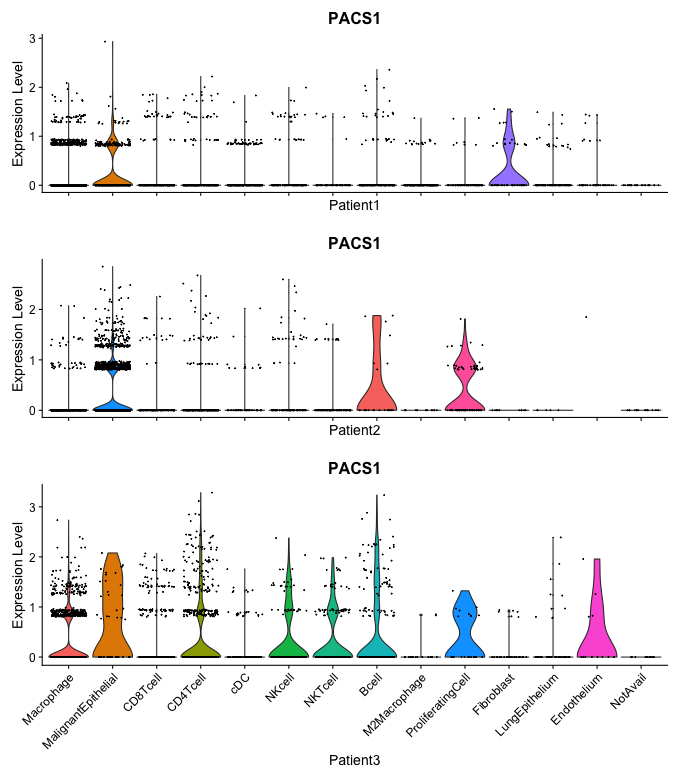 PACS1
Expression Level
3
2
1
0
Patient1
PACS1
Expression Level
2
1
0
Patient2
PACS1
Expression Level
3
2
1
0
Macrophage
MalignantEpithelial
CD8Tcell
CD4Tcell
cDC
NKcell
NKTcell
Bcell
M2Macrophage
ProliferatingCell
Fibroblast
LungEpithelium
Endothelium
NotAvail
Patient3